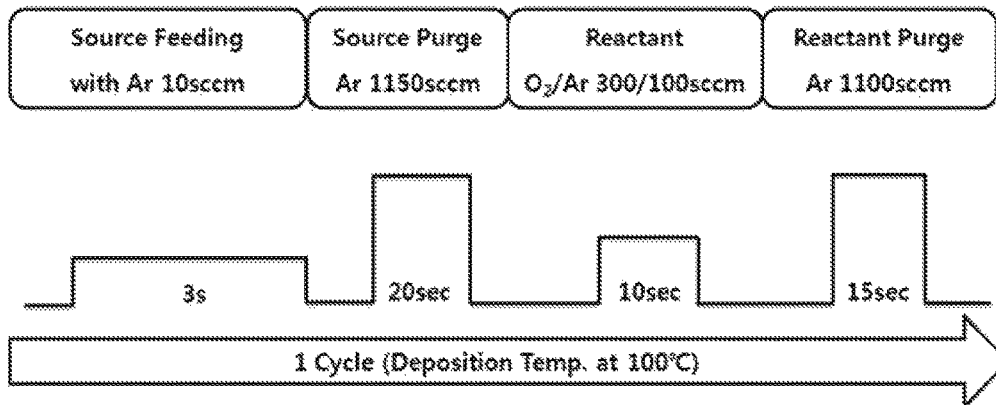 Source Feeding
with Ar 10sccm
Source Purge
Ar 1150sccm
Reactant
O₂/Ar 300/100sccm
Reactant Purge
Ar 1100sccm
3s
20sec
10sec
15sec
1 Cycle (Deposition Temp. at 100℃)